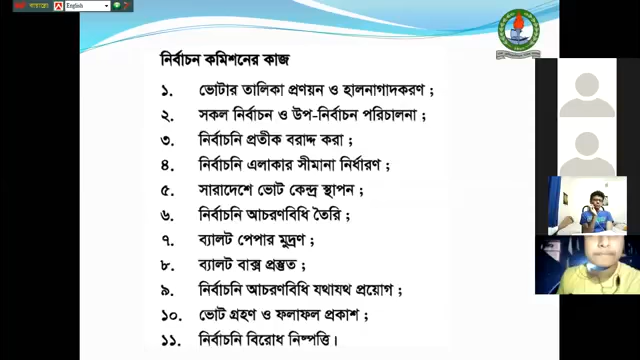 English
নির্বাচন কমিশনের কাজ
১. ভোটার তালিকা প্রণয়ন ও হালনাগাদকরণ ;
২. সকল নির্বাচন ও উপ-নির্বাচন পরিচালনা ;
৩. নির্বাচনি প্রতীক বরাদ্দ করা ;
৪. নির্বাচনি এলাকার সীমানা নির্ধারণ ;
৫. সারাদেশে ভোট কেন্দ্র স্থাপন ;
৬. নির্বাচনি আচরণবিধি তৈরি ;
৭. ব্যালট পেপার মুদ্রণ ;
৮. ব্যালট বাক্স প্রস্তুত ;
৯. নির্বাচনি আচরণবিধি যথাযথ প্রয়োগ ;
১০. ভোট গ্রহণ ও ফলাফল প্রকাশ ;
১১. নির্বাচনি বিরোধ নিষ্পত্তি।